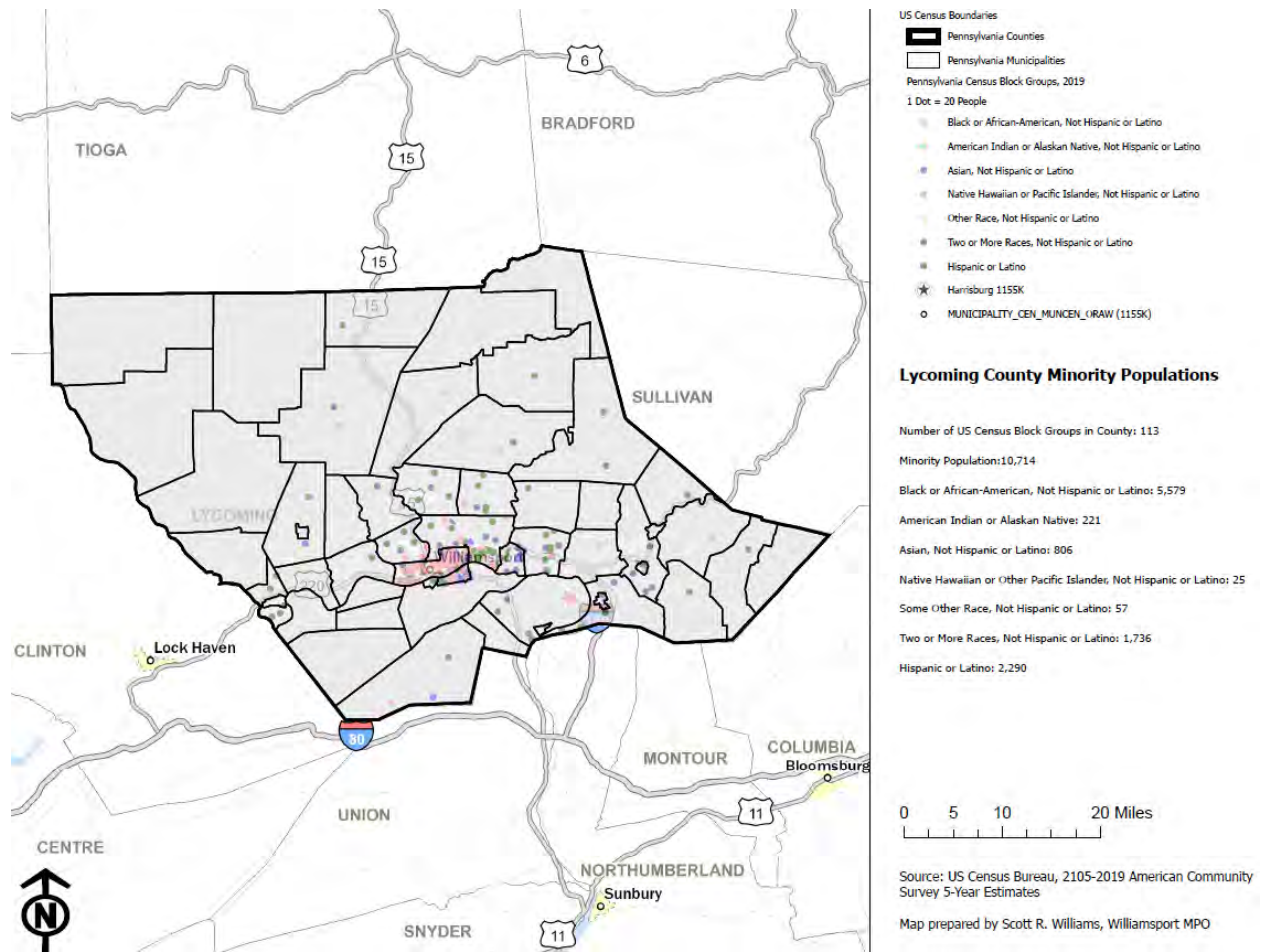 6
BRADFORD
TIOGA
15
15
15
SULLIVAN
LYCOMING
Williamsport
220
CLINTON
Lock Haven
80
MONTOUR
COLUMBIA
Bloomsburg
UNION
11
CENTRE
NORTHUMBERLAND
Sunbury
SNYDER
11
N
US Census Boundaries
Pennsylvania Counties
Pennsylvania Municipalities
Pennsylvania Census Block Groups, 2019
1 Dot = 20 People
Black or African-American, Not Hispanic or Latino
American Indian or Alaskan Native, Not Hispanic or Latino
Asian, Not Hispanic or Latino
Native Hawaiian or Pacific Islander, Not Hispanic or Latino
Other Race, Not Hispanic or Latino
Two or More Races, Not Hispanic or Latino
Hispanic or Latino
Harrisburg 1155K
MUNICIPALITY_CEN_MUNCEN_ORAW (1155K)
Lycoming County Minority Populations
Number of US Census Block Groups in County: 113
Minority Population:10,714
Black or African-American, Not Hispanic or Latino: 5,579
American Indian or Alaskan Native: 221
Asian, Not Hispanic or Latino: 806
Native Hawaiian or Other Pacific Islander, Not Hispanic or Latino: 25
Some Other Race, Not Hispanic or Latino: 57
Two or More Races, Not Hispanic or Latino: 1,736
Hispanic or Latino: 2,290
0 5 10 20 Miles
Source: US Census Bureau, 2105-2019 American Community
Survey 5-Year Estimates
Map prepared by Scott R. Williams, Williamsport MPO